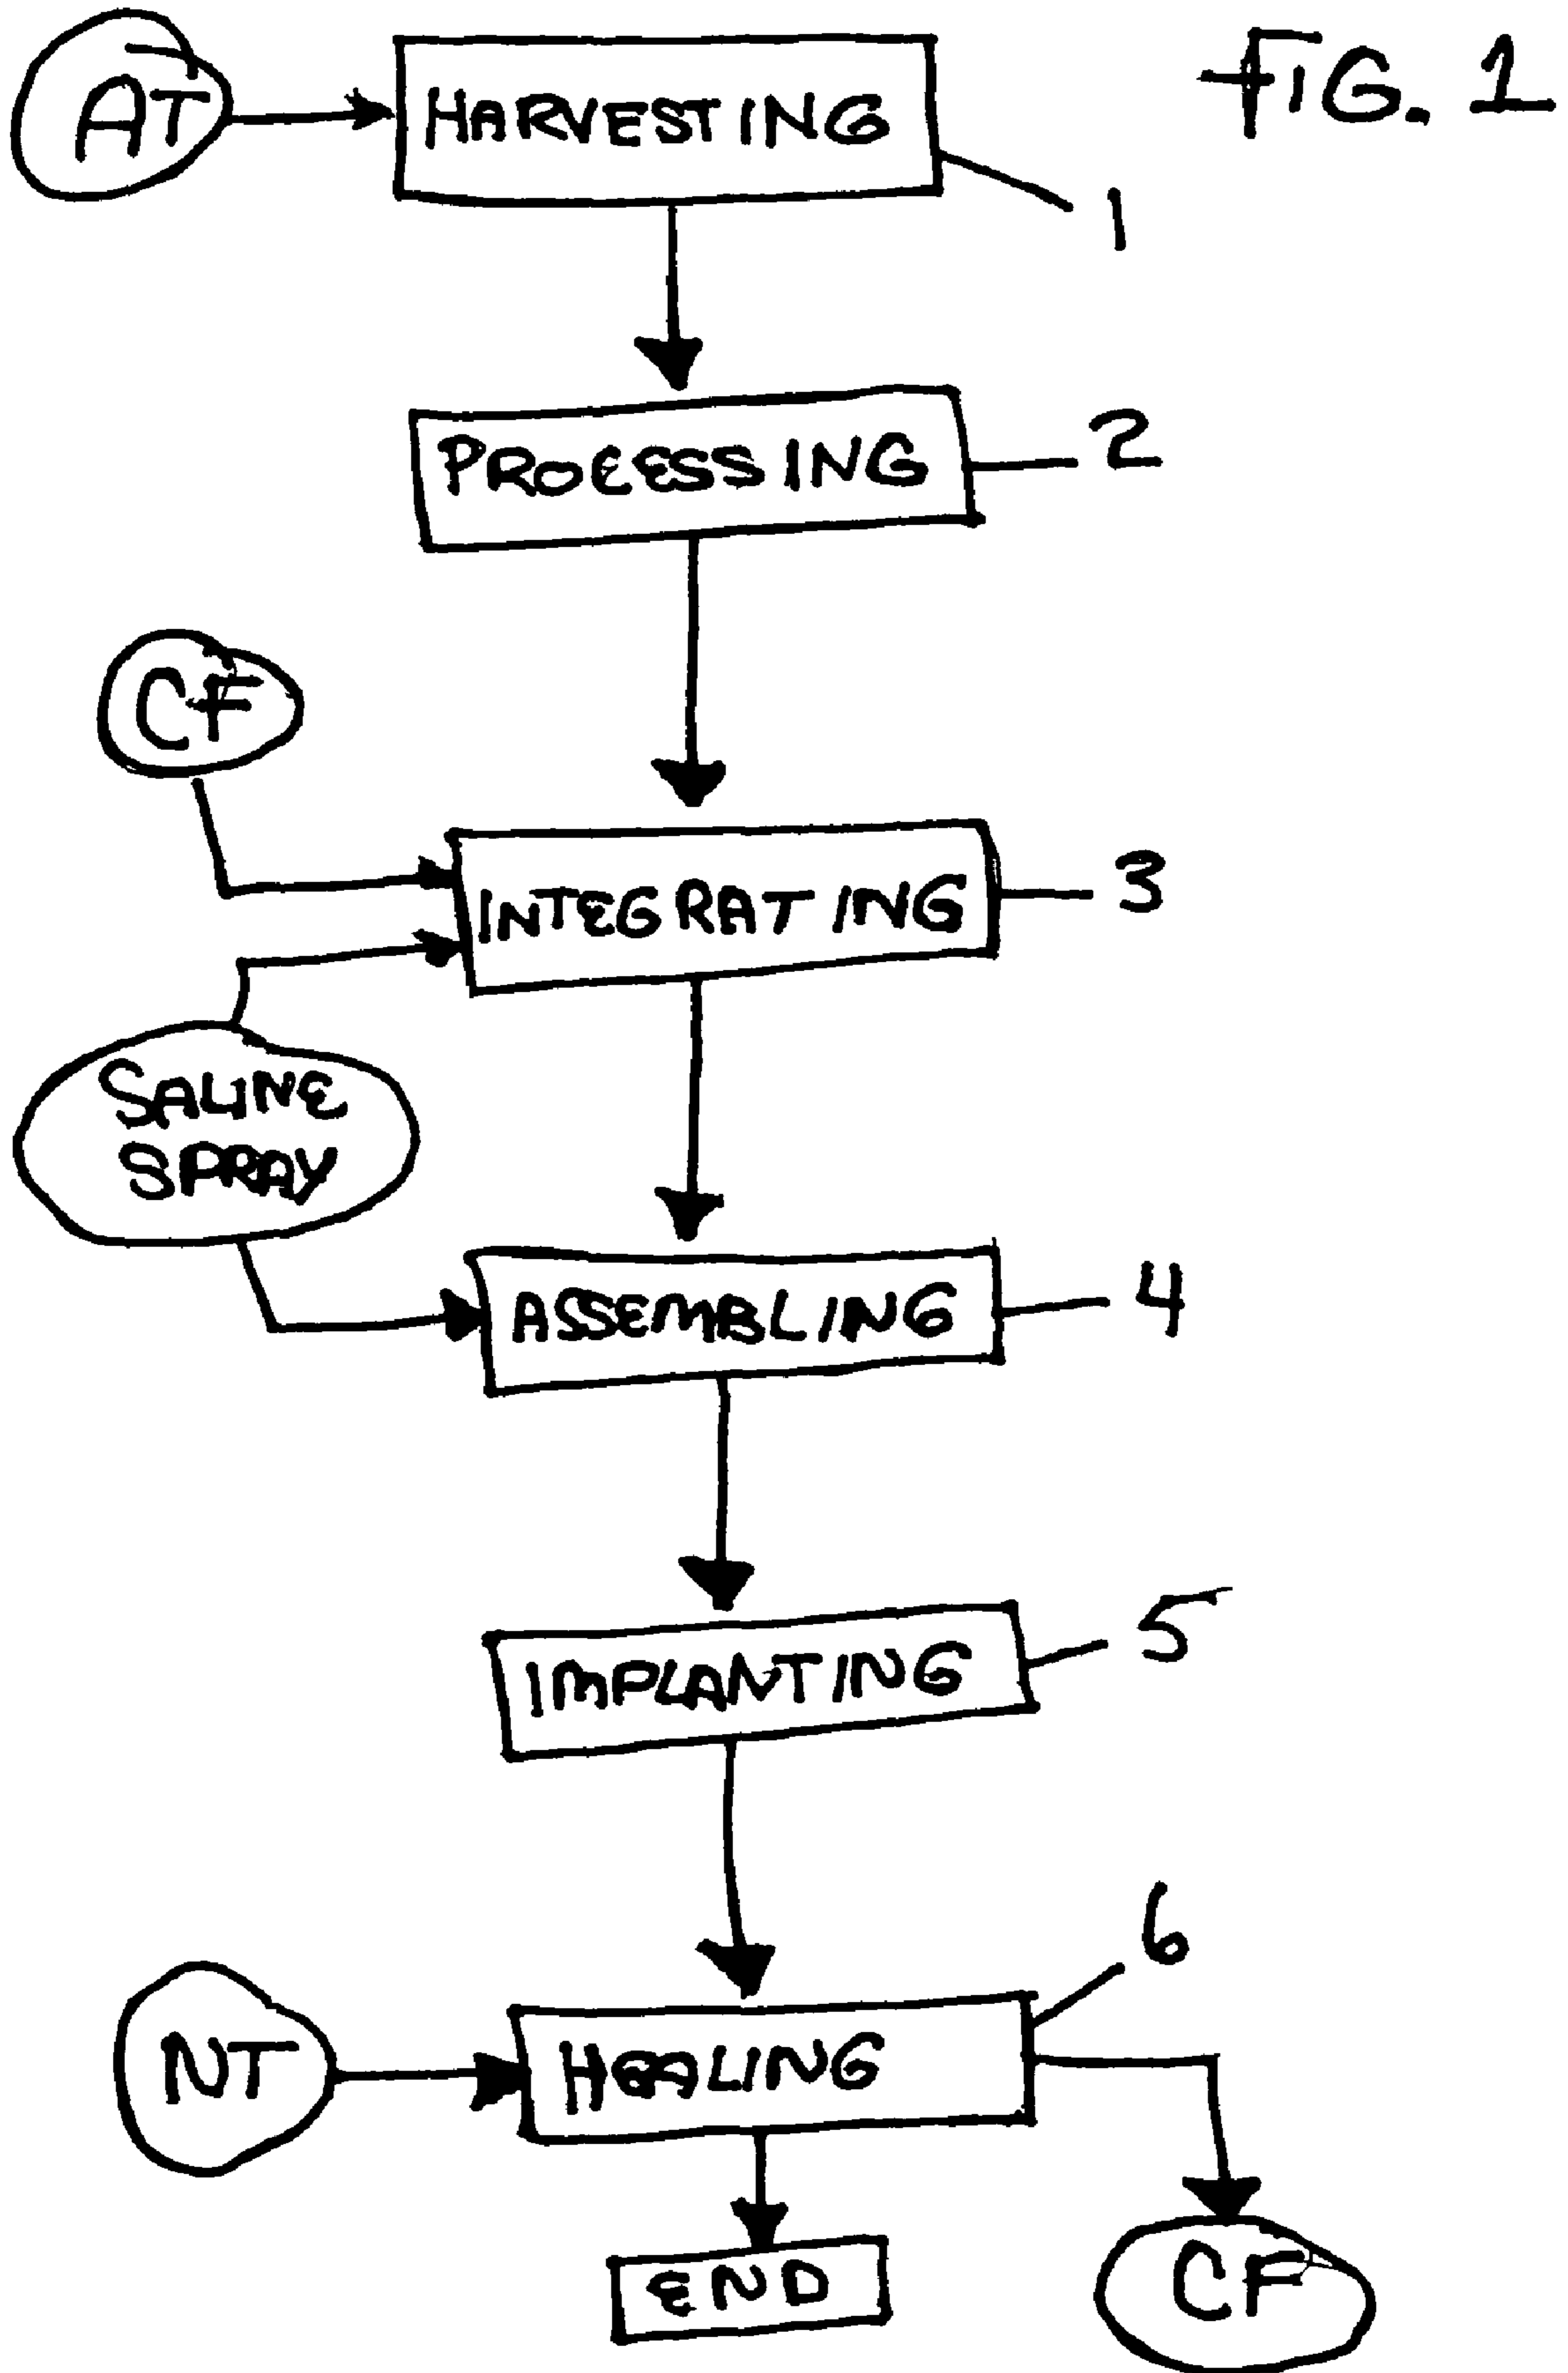 FIG. 1
AT
HARVESTING
1
PROCESSING
2
CF
INTEGRATING
3
SALINE
SPRAY
ASSEMBLING
4
IMPLANTING
5
6
NT
HEALING
END
CF